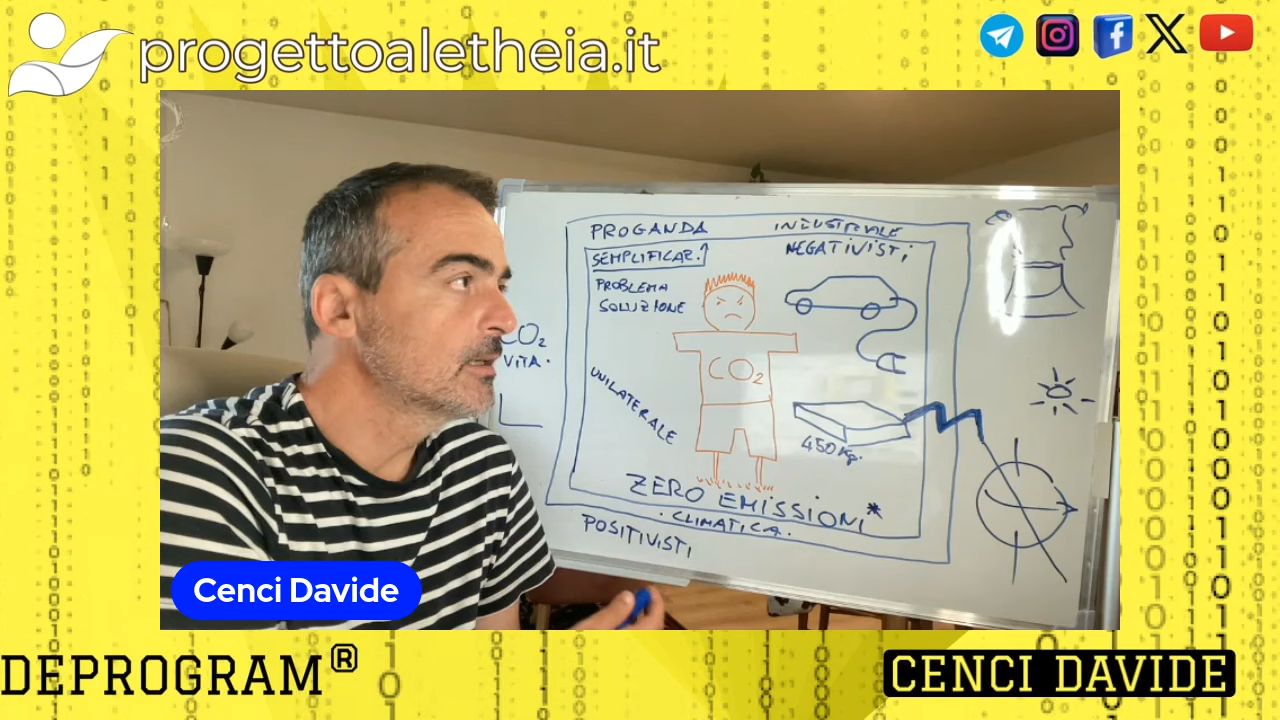 progettoaletheia.it
PROGANDA INDUSTRIALE
SEMPLIFICAR.
NEGATIVISTI
PROBLEMA
SOLUZIONE
CO2
VITA.
CO2
UNILATERALE
450 Kg.
ZERO EMISSIONI*
.CLIMATICA.
POSITIVISTI
Cenci Davide
DEPROGRAM®
CENCI DAVIDE